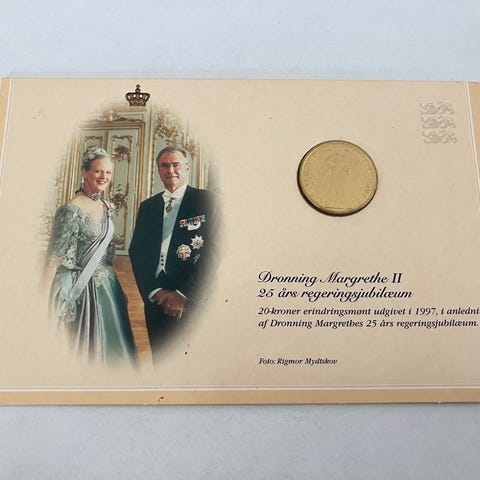 Dronning Margrethe II
25 års regeringsjubilæum
20-kroner erindringsmønt udgivet i 1997, i anledni
af Dronning Margrethes 25 års regeringsjubilæum.
Foto: Rigmor Mydtskov